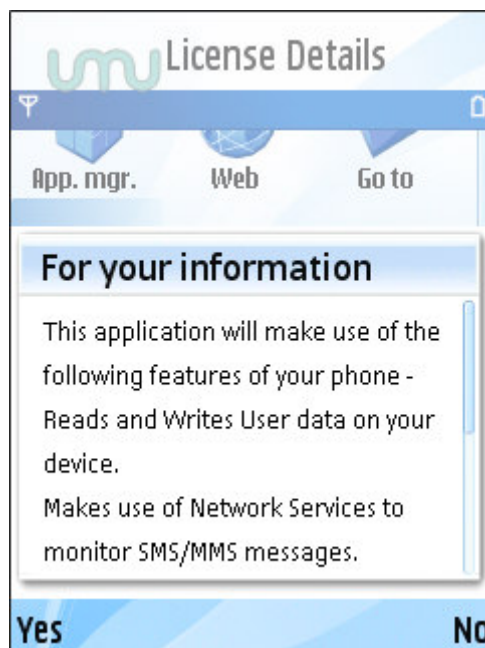 umu License Details
App. mgr. Web Go to
For your information
This application will make use of the
following features of your phone -
Reads and Writes User data on your
device.
Makes use of Network Services to
monitor SMS/MMS messages.
Yes No